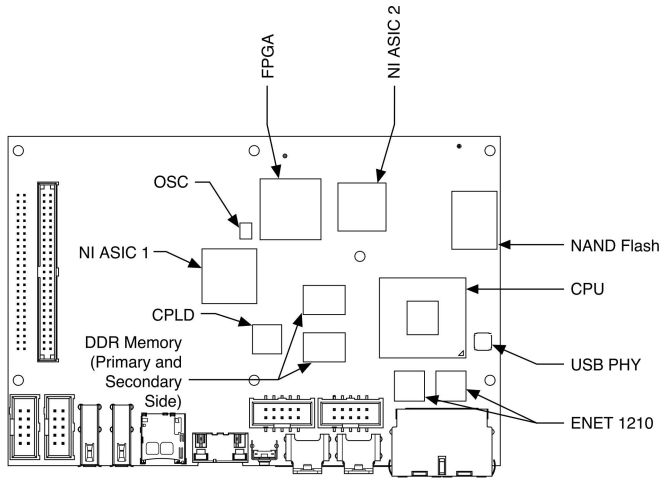 FPGA
NI ASIC 2
OSC
NI ASIC 1
NAND Flash
CPU
CPLD
DDR Memory
(Primary and
Secondary
Side)
USB PHY
ENET 1210